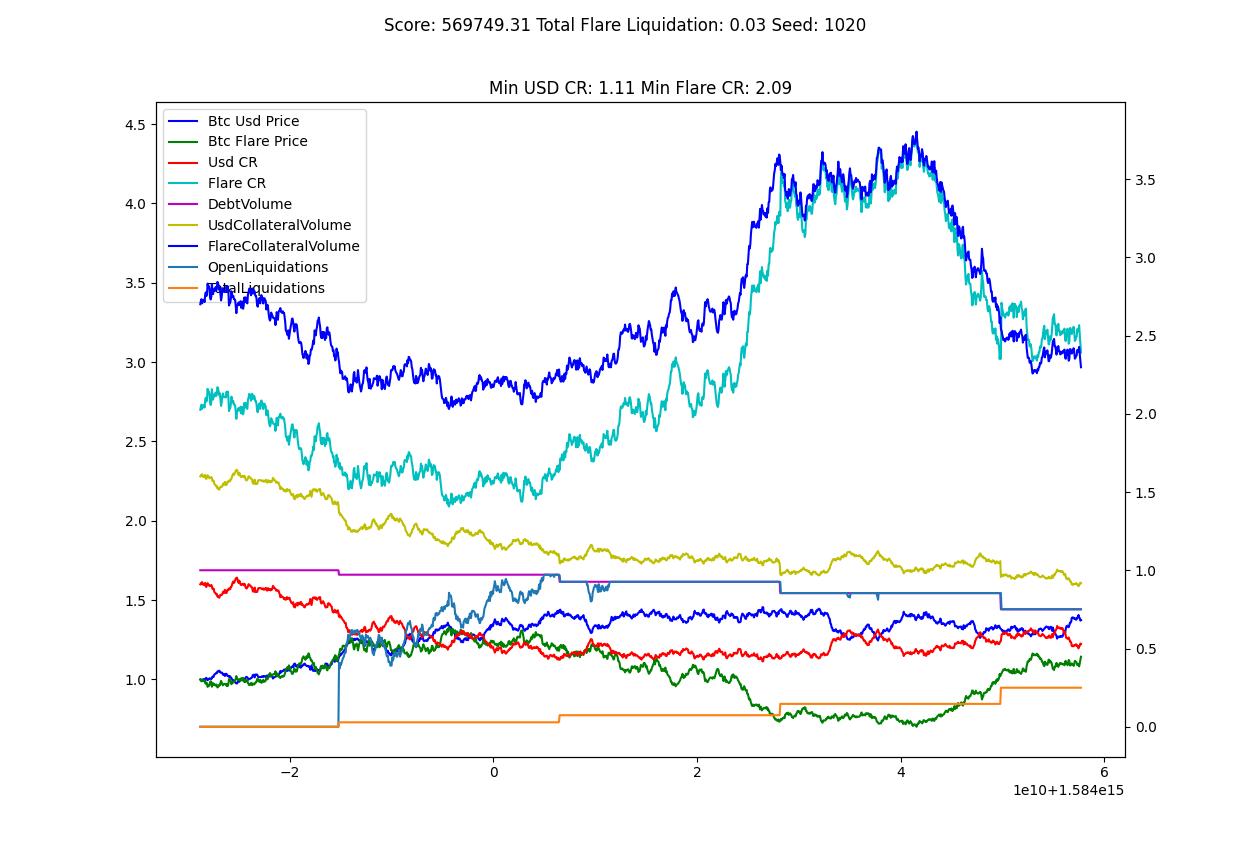 Score: 569749.31 Total Flare Liquidation: 0.03 Seed: 1020
Min USD CR: 1.11 Min Flare CR: 2.09
Btc Usd Price
Btc Flare Price
Usd CR
Flare CR
DebtVolume
UsdCollateralVolume
FlareCollateralVolume
OpenLiquidations
TotalLiquidations
4.5
4.0
3.5
3.0
2.5
2.0
1.5
1.0
3.5
3.0
2.5
2.0
1.5
1.0
0.5
0.0
−2
0
2
4
6
1e10+1.584e15